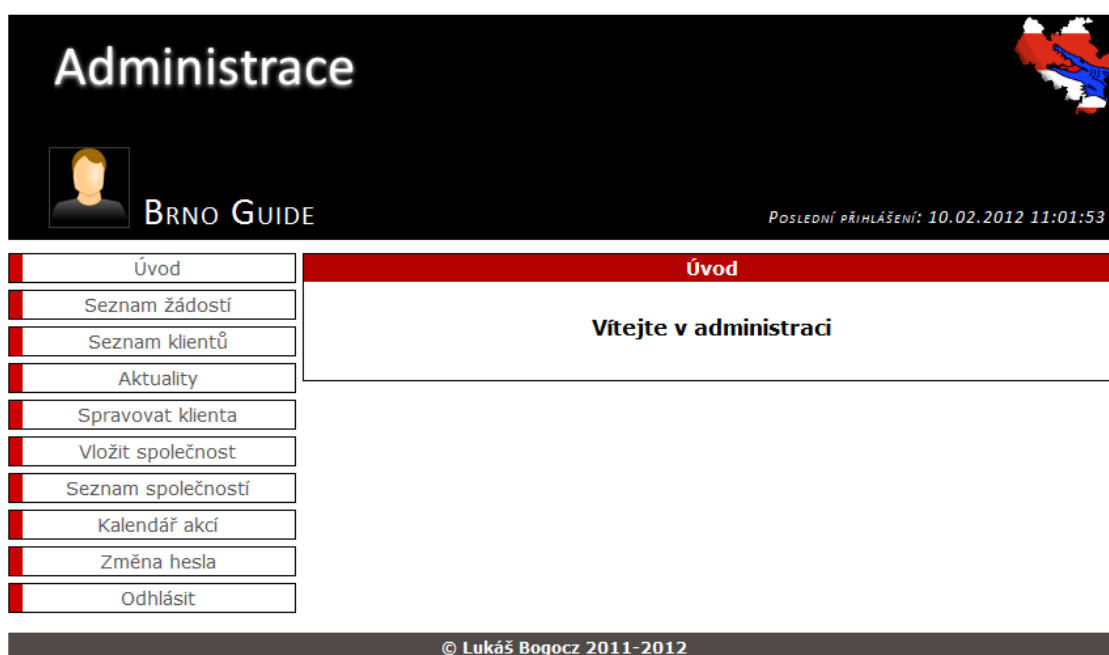 Administrace
Brno Guide
Poslední přihlášení: 10.02.2012 11:01:53
Úvod
Seznam žádostí
Seznam klientů
Aktuality
Spravovat klienta
Vložit společnost
Seznam společností
Kalendář akcí
Změna hesla
Odhlásit
Úvod
Vítejte v administraci
© Lukáš Bogocz 2011-2012